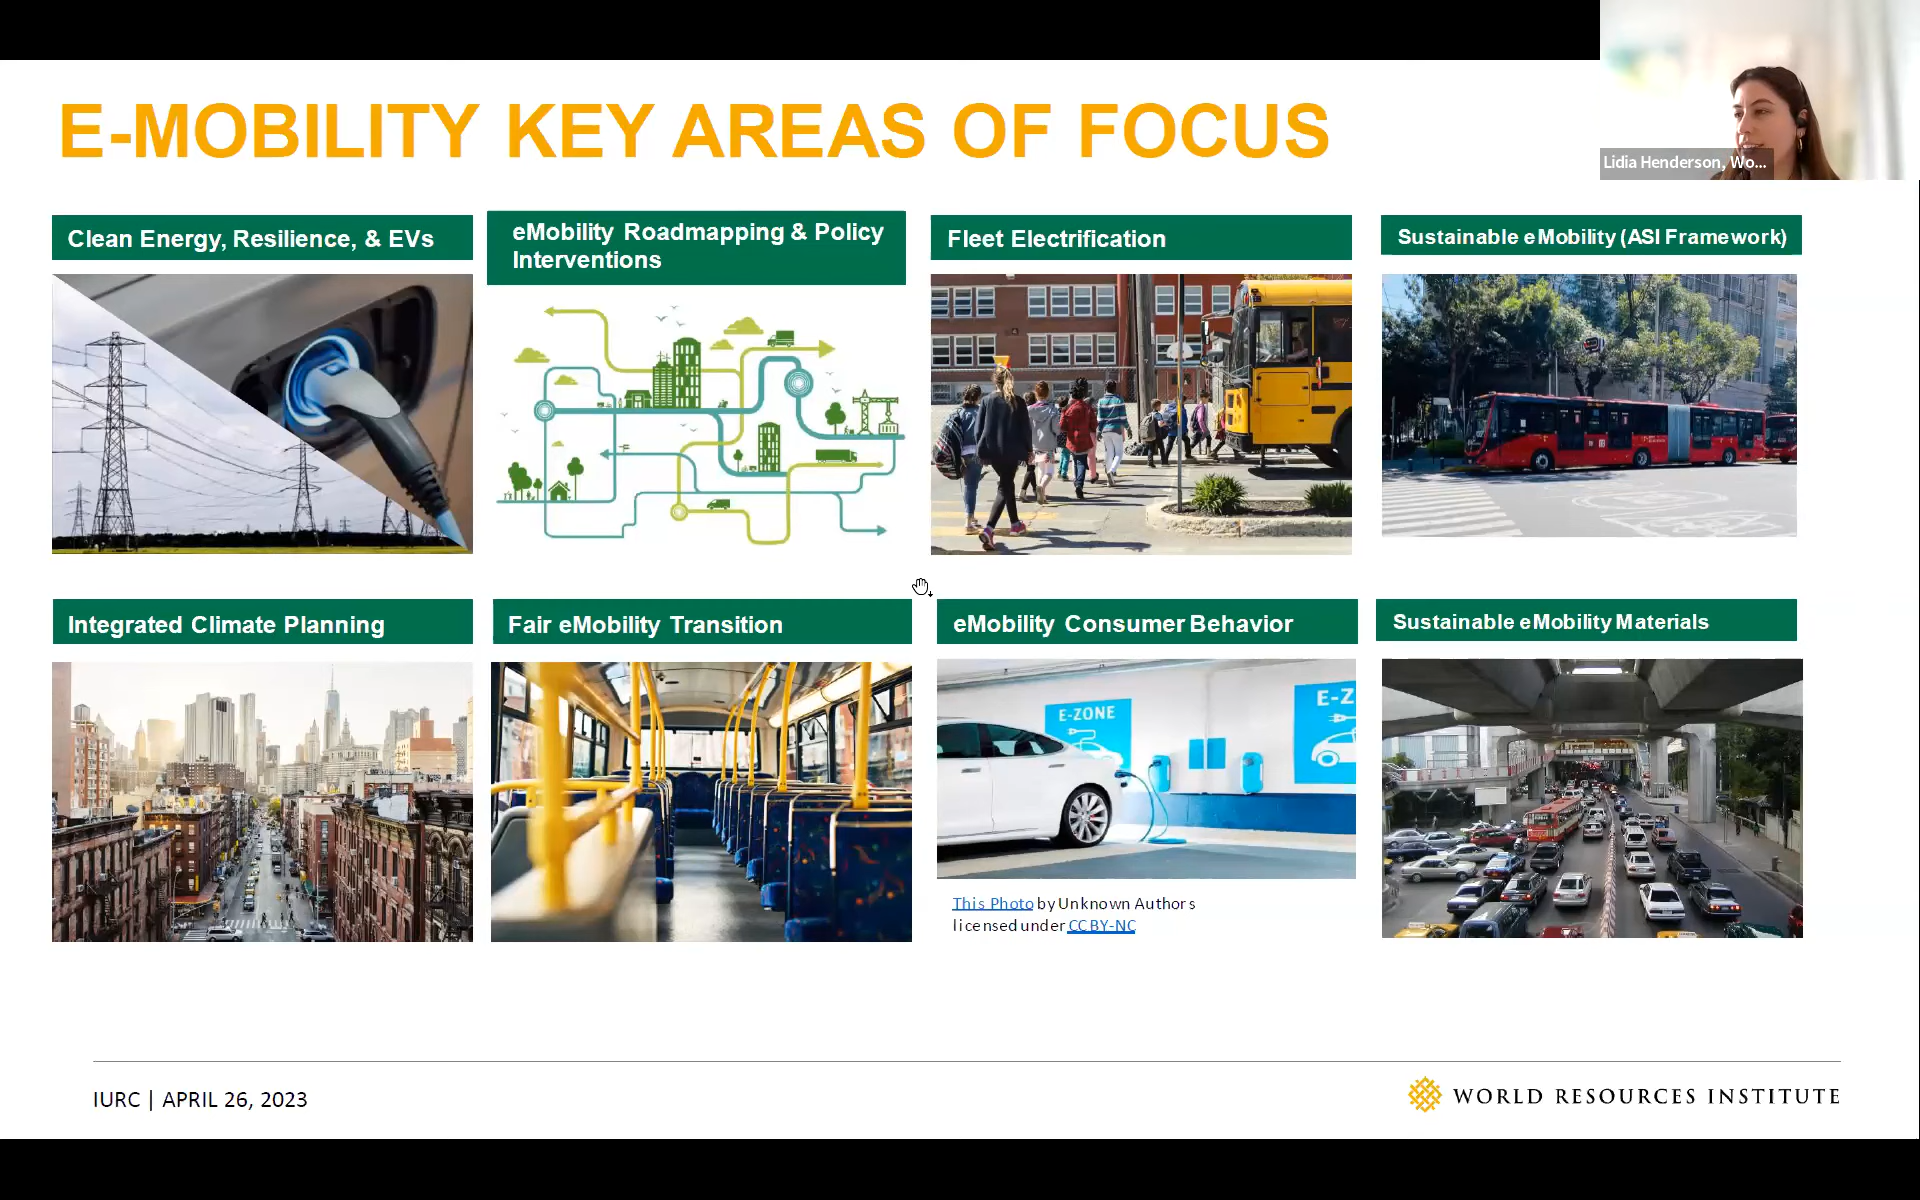 E-MOBILITY KEY AREAS OF FOCUS
Lidia Henderson, Wo...
Clean Energy, Resilience, & EVs
eMobility Roadmapping & Policy
Interventions
Fleet Electrification
Sustainable eMobility (ASI Framework)
Integrated Climate Planning
Fair eMobility Transition
eMobility Consumer Behavior
Sustainable eMobility Materials
E-ZONE
E-Z
This Photo by Unknown Authors
licensed under CC BY-NC
IURC | APRIL 26, 2023
WORLD RESOURCES INSTITUTE